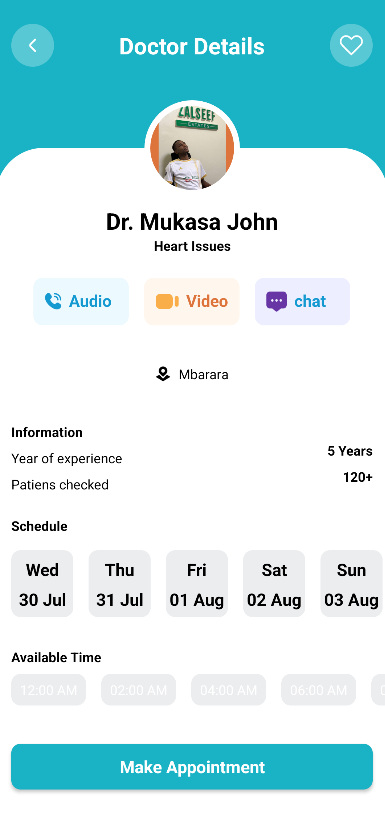 Doctor Details
Dr. Mukasa John
Heart Issues
Audio
Video
chat
Mbarara
Information
Year of experience
5 Years
Patiens checked
120+
Schedule
Wed
30 Jul
Thu
31 Jul
Fri
01 Aug
Sat
02 Aug
Sun
03 Aug
Available Time
12:00 AM
02:00 AM
04:00 AM
06:00 AM
Make Appointment